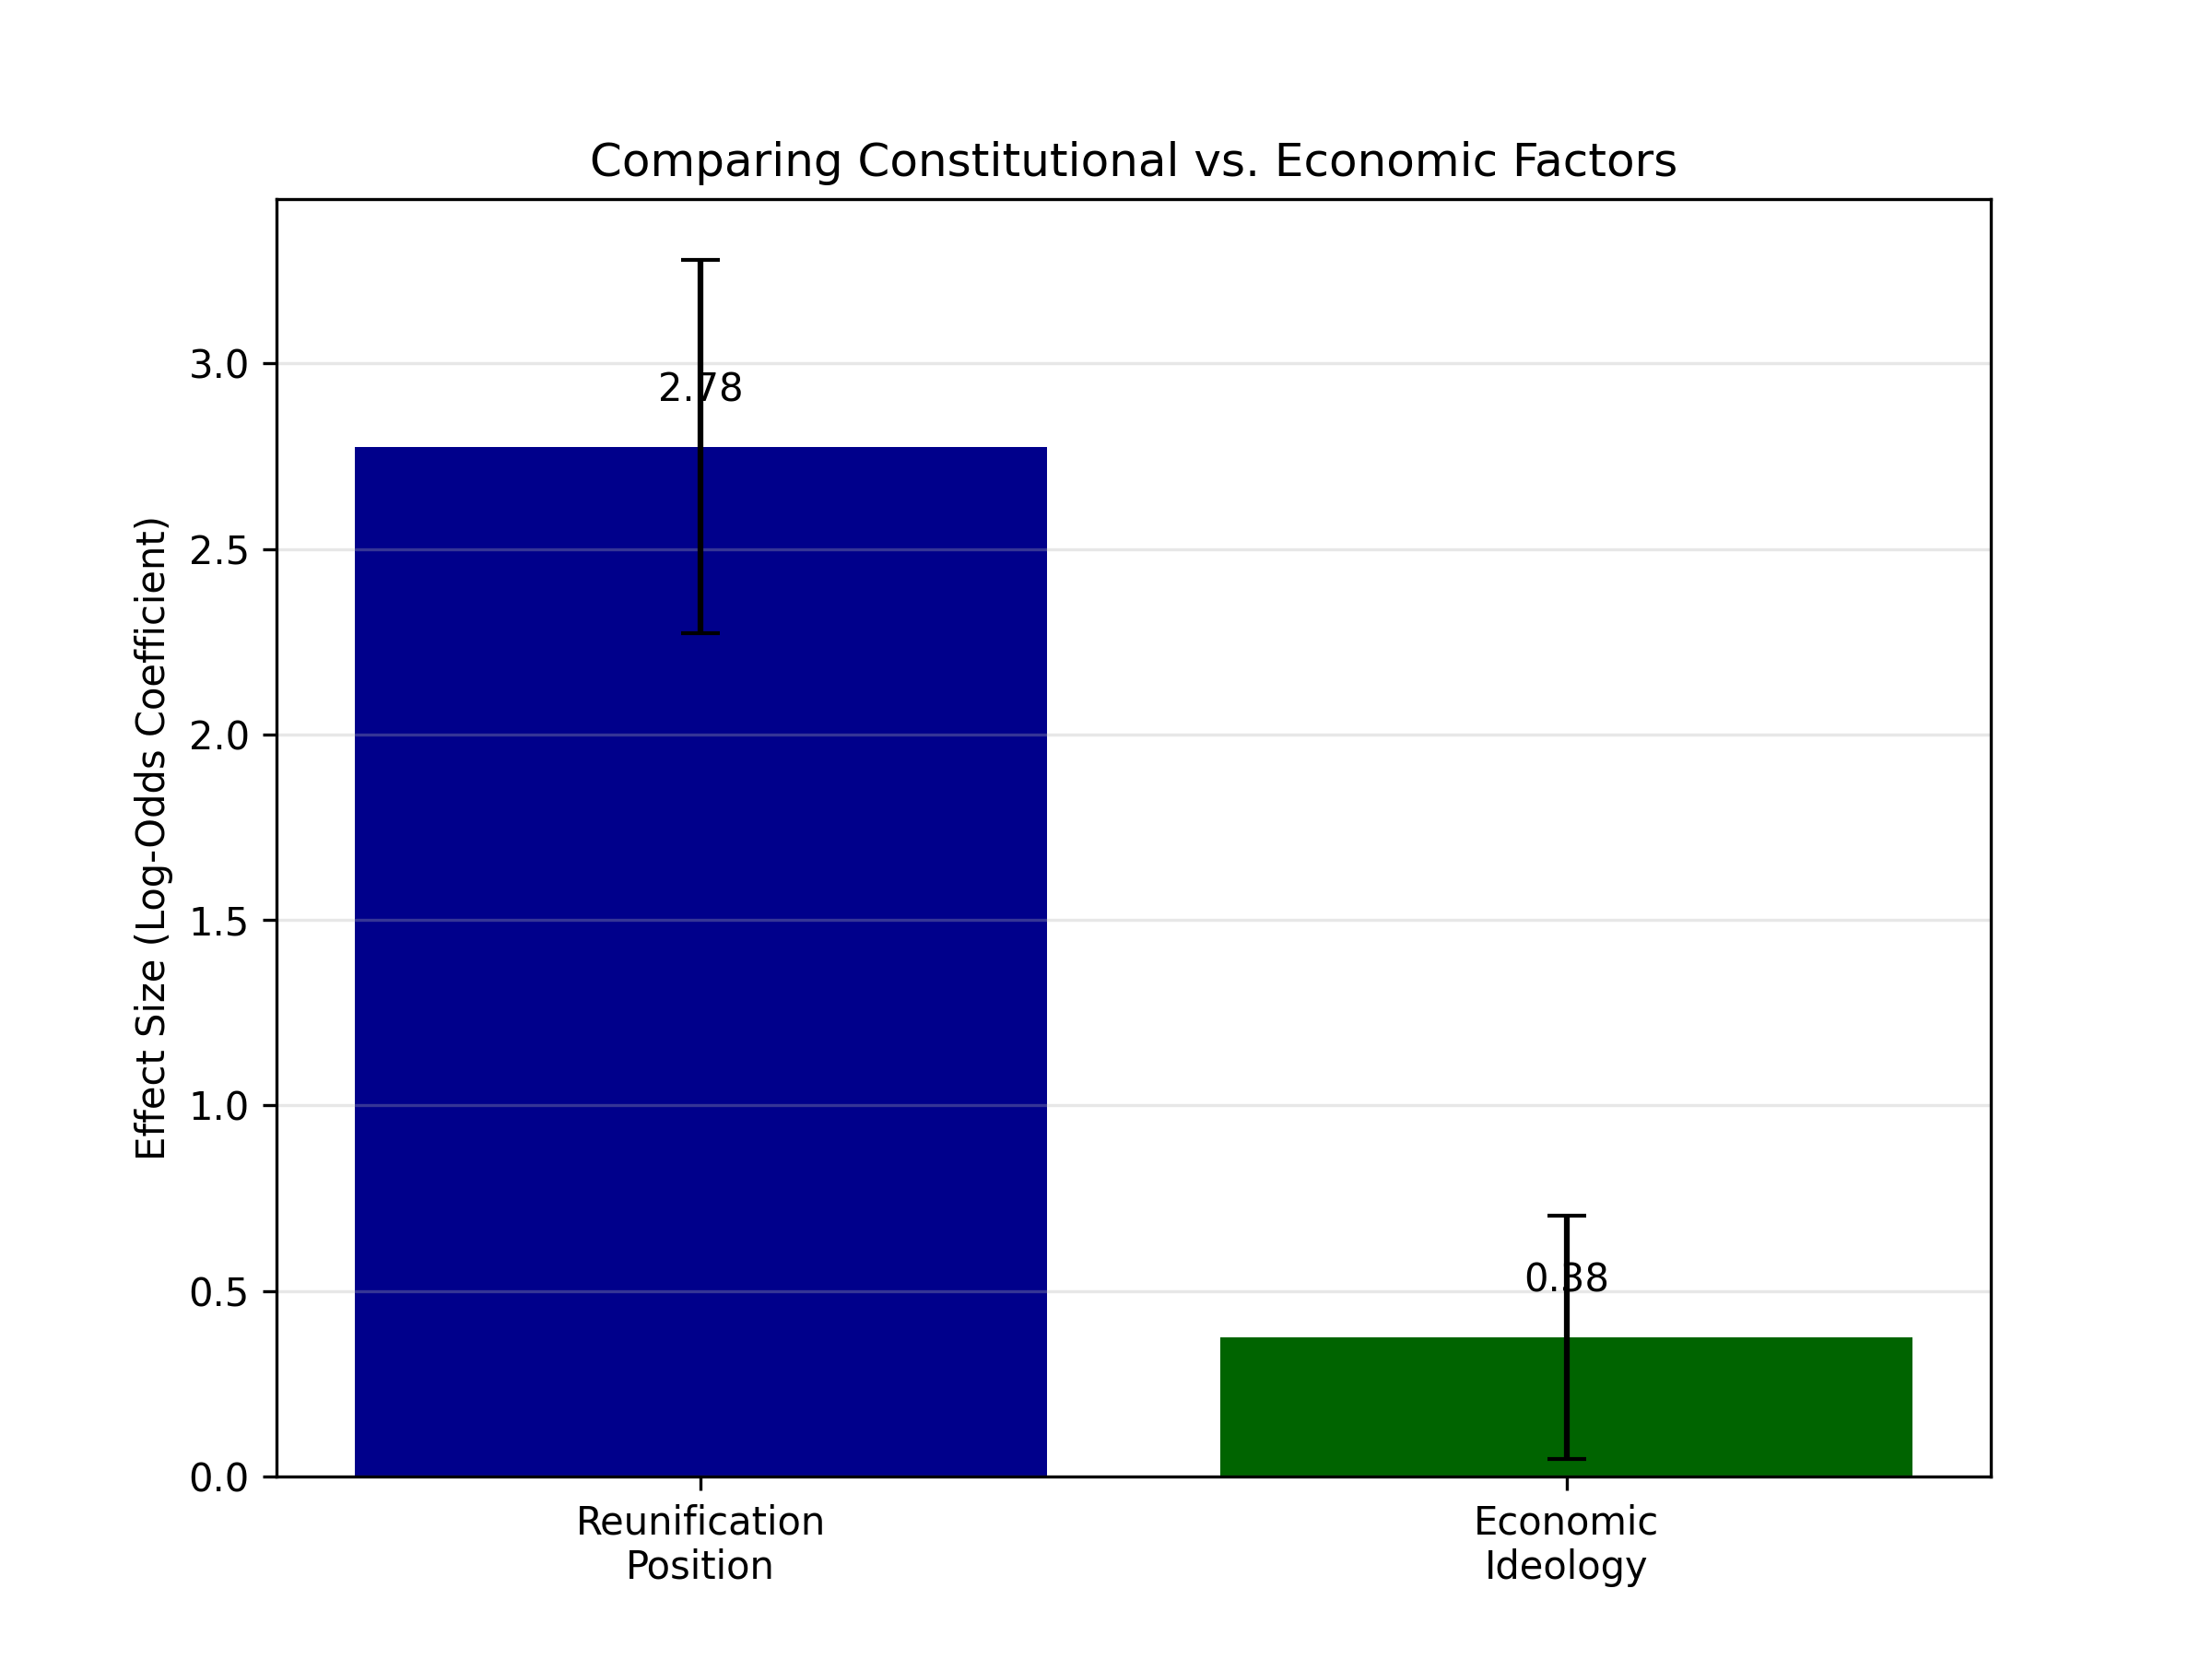 Comparing Constitutional vs. Economic Factors
Effect Size (Log-Odds Coefficient)
3.0
2.5
2.0
1.5
1.0
0.5
0.0
2.78
0.38
Reunification
Position
Economic
Ideology